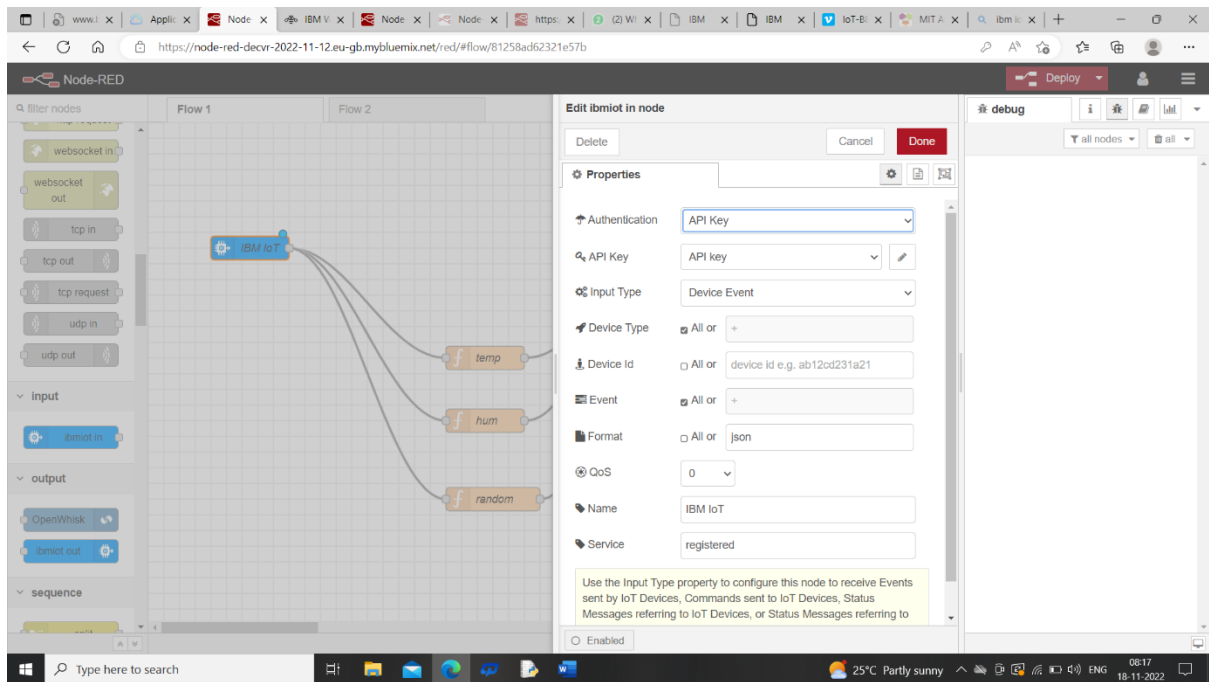 www.l
Applic
Node
IBM W
Node
Node
https:
(2) W
IBM
IBM
IoT-B
MIT A
ibm ic
https://node-red-decvr-2022-11-12.eu-gb.mybluemix.net/red/#flow/81258ad62321e57b
Node-RED
Deploy
filter nodes
Flow 1
Flow 2
Edit ibmiot in node
debug
http request
websocket in
Delete
Cancel
Done
all nodes
all
websocket
out
Properties
tcp in
Authentication
API Key
IBM IoT
tcp out
API Key
API key
tcp request
Input Type
Device Event
udp in
Device Type
All or
+
udp out
temp
Device Id
All or
device id e.g. ab12cd231a21
input
Event
All or
+
hum
ibmiot in
Format
All or
json
output
QoS
0
OpenWhisk
random
Name
IBM IoT
ibmiot out
Service
registered
sequence
Use the Input Type property to configure this node to receive Events
sent by IoT Devices, Commands sent to IoT Devices, Status
Messages referring to IoT Devices, or Status Messages referring to
split
Enabled
Type here to search
25°C Partly sunny
ENG
08:17
18-11-2022